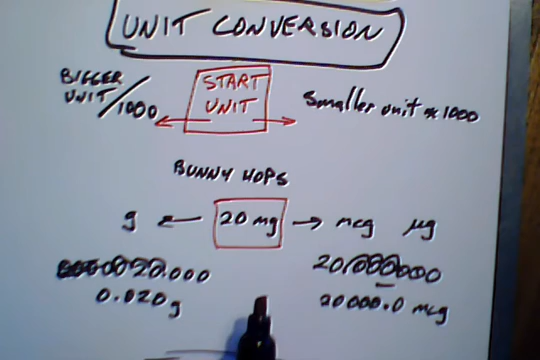 UNIT CONVERSION
BIGGER UNIT / 1000
START UNIT
Smaller unit * 1000
BUNNY HOPS
g ← 20 mg → mcg µg
0.020 g
20000.0 mcg